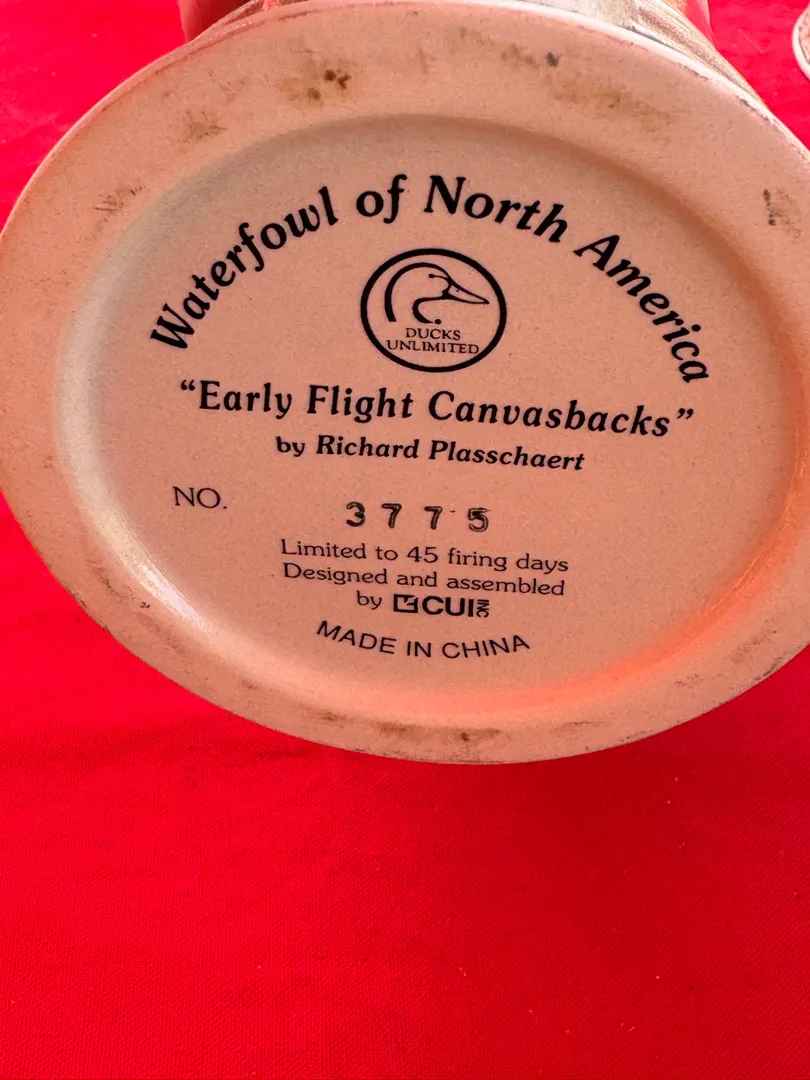 Waterfowl of North America
DUCKS
UNLIMITED
“Early Flight Canvasbacks”
by Richard Plasschaert
NO. 3775
Limited to 45 firing days
Designed and assembled
by CUI INC
MADE IN CHINA